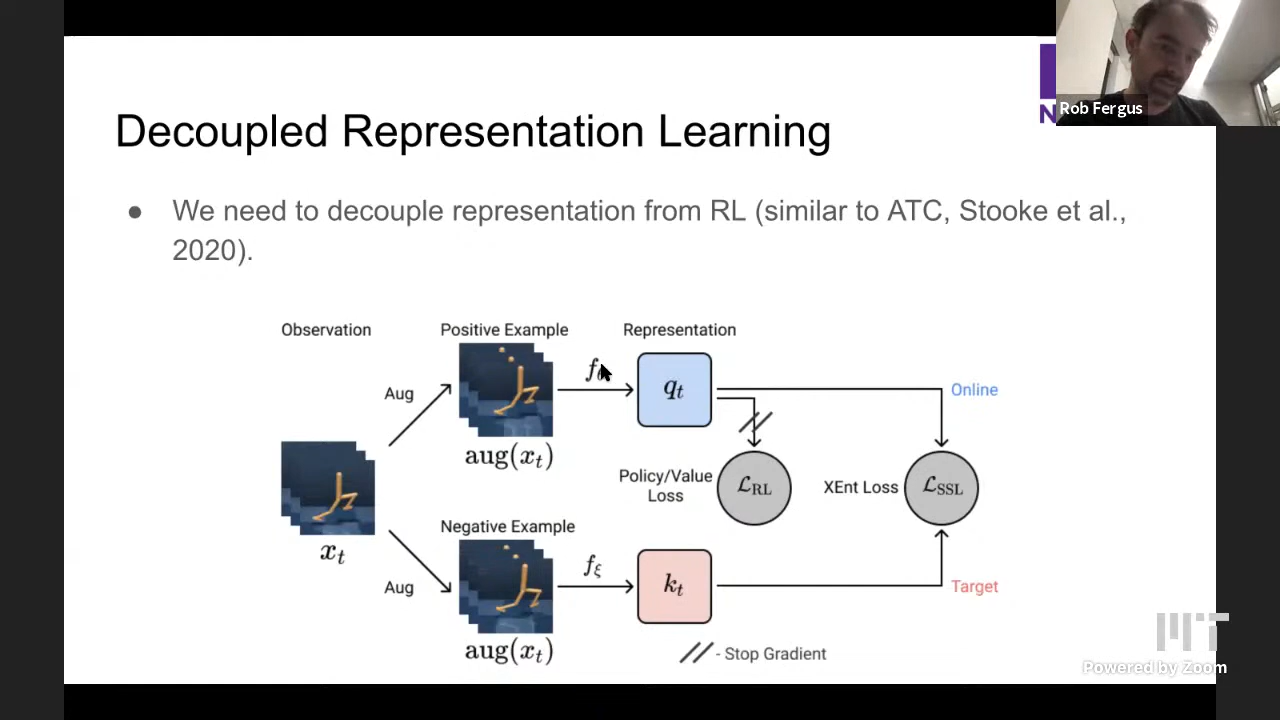 Rob Fergus
N
Decoupled Representation Learning
● We need to decouple representation from RL (similar to ATC, Stooke et al.,
2020).
Observation
Positive Example
Representation
Aug
f
q_t
Online
aug(x_t)
Policy/Value
Loss
L_RL
XEnt Loss
L_SSL
Negative Example
x_t
f_ξ
k_t
Aug
Target
aug(x_t)
- Stop Gradient
MIT
Powered by Zoom